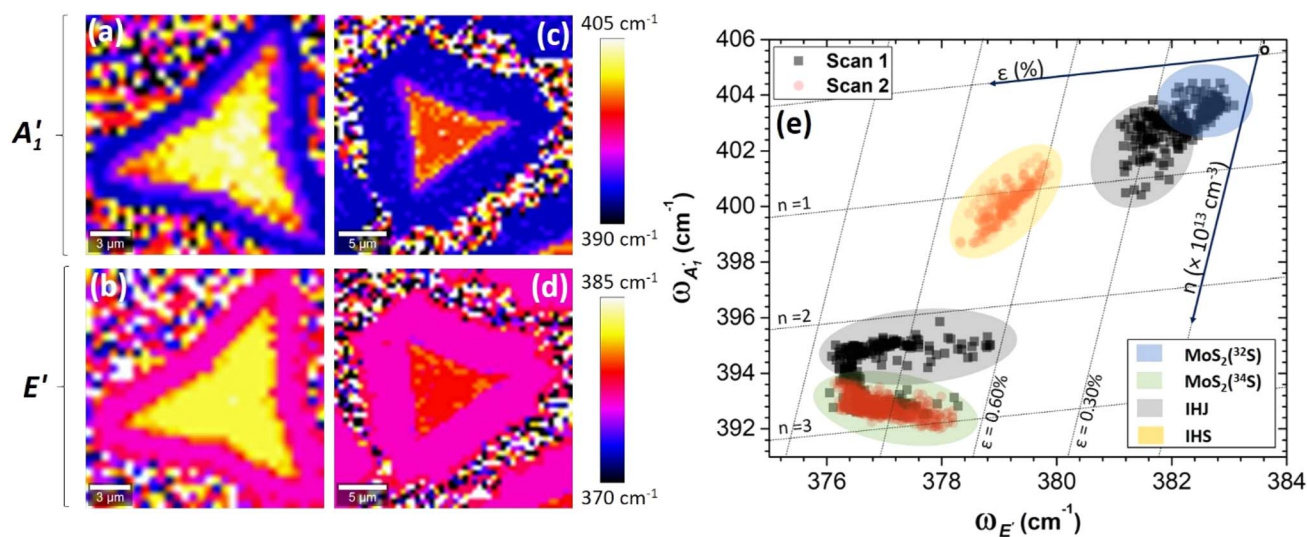 A₁′
E′
(a)
3 µm
(c)
5 µm
405 cm⁻¹
390 cm⁻¹
(b)
3 µm
(d)
5 µm
385 cm⁻¹
370 cm⁻¹
(e)
Scan 1
Scan 2
ε (%)
o
n (× 10¹³ cm⁻³)
n =1
n =2
n =3
ε = 0.60%
ε = 0.30%
MoS₂(³²S)
MoS₂(³⁴S)
IHJ
IHS
406
404
402
400
398
396
394
392
ω_A₁′ (cm⁻¹)
376 378 380 382 384
ω_E′ (cm⁻¹)